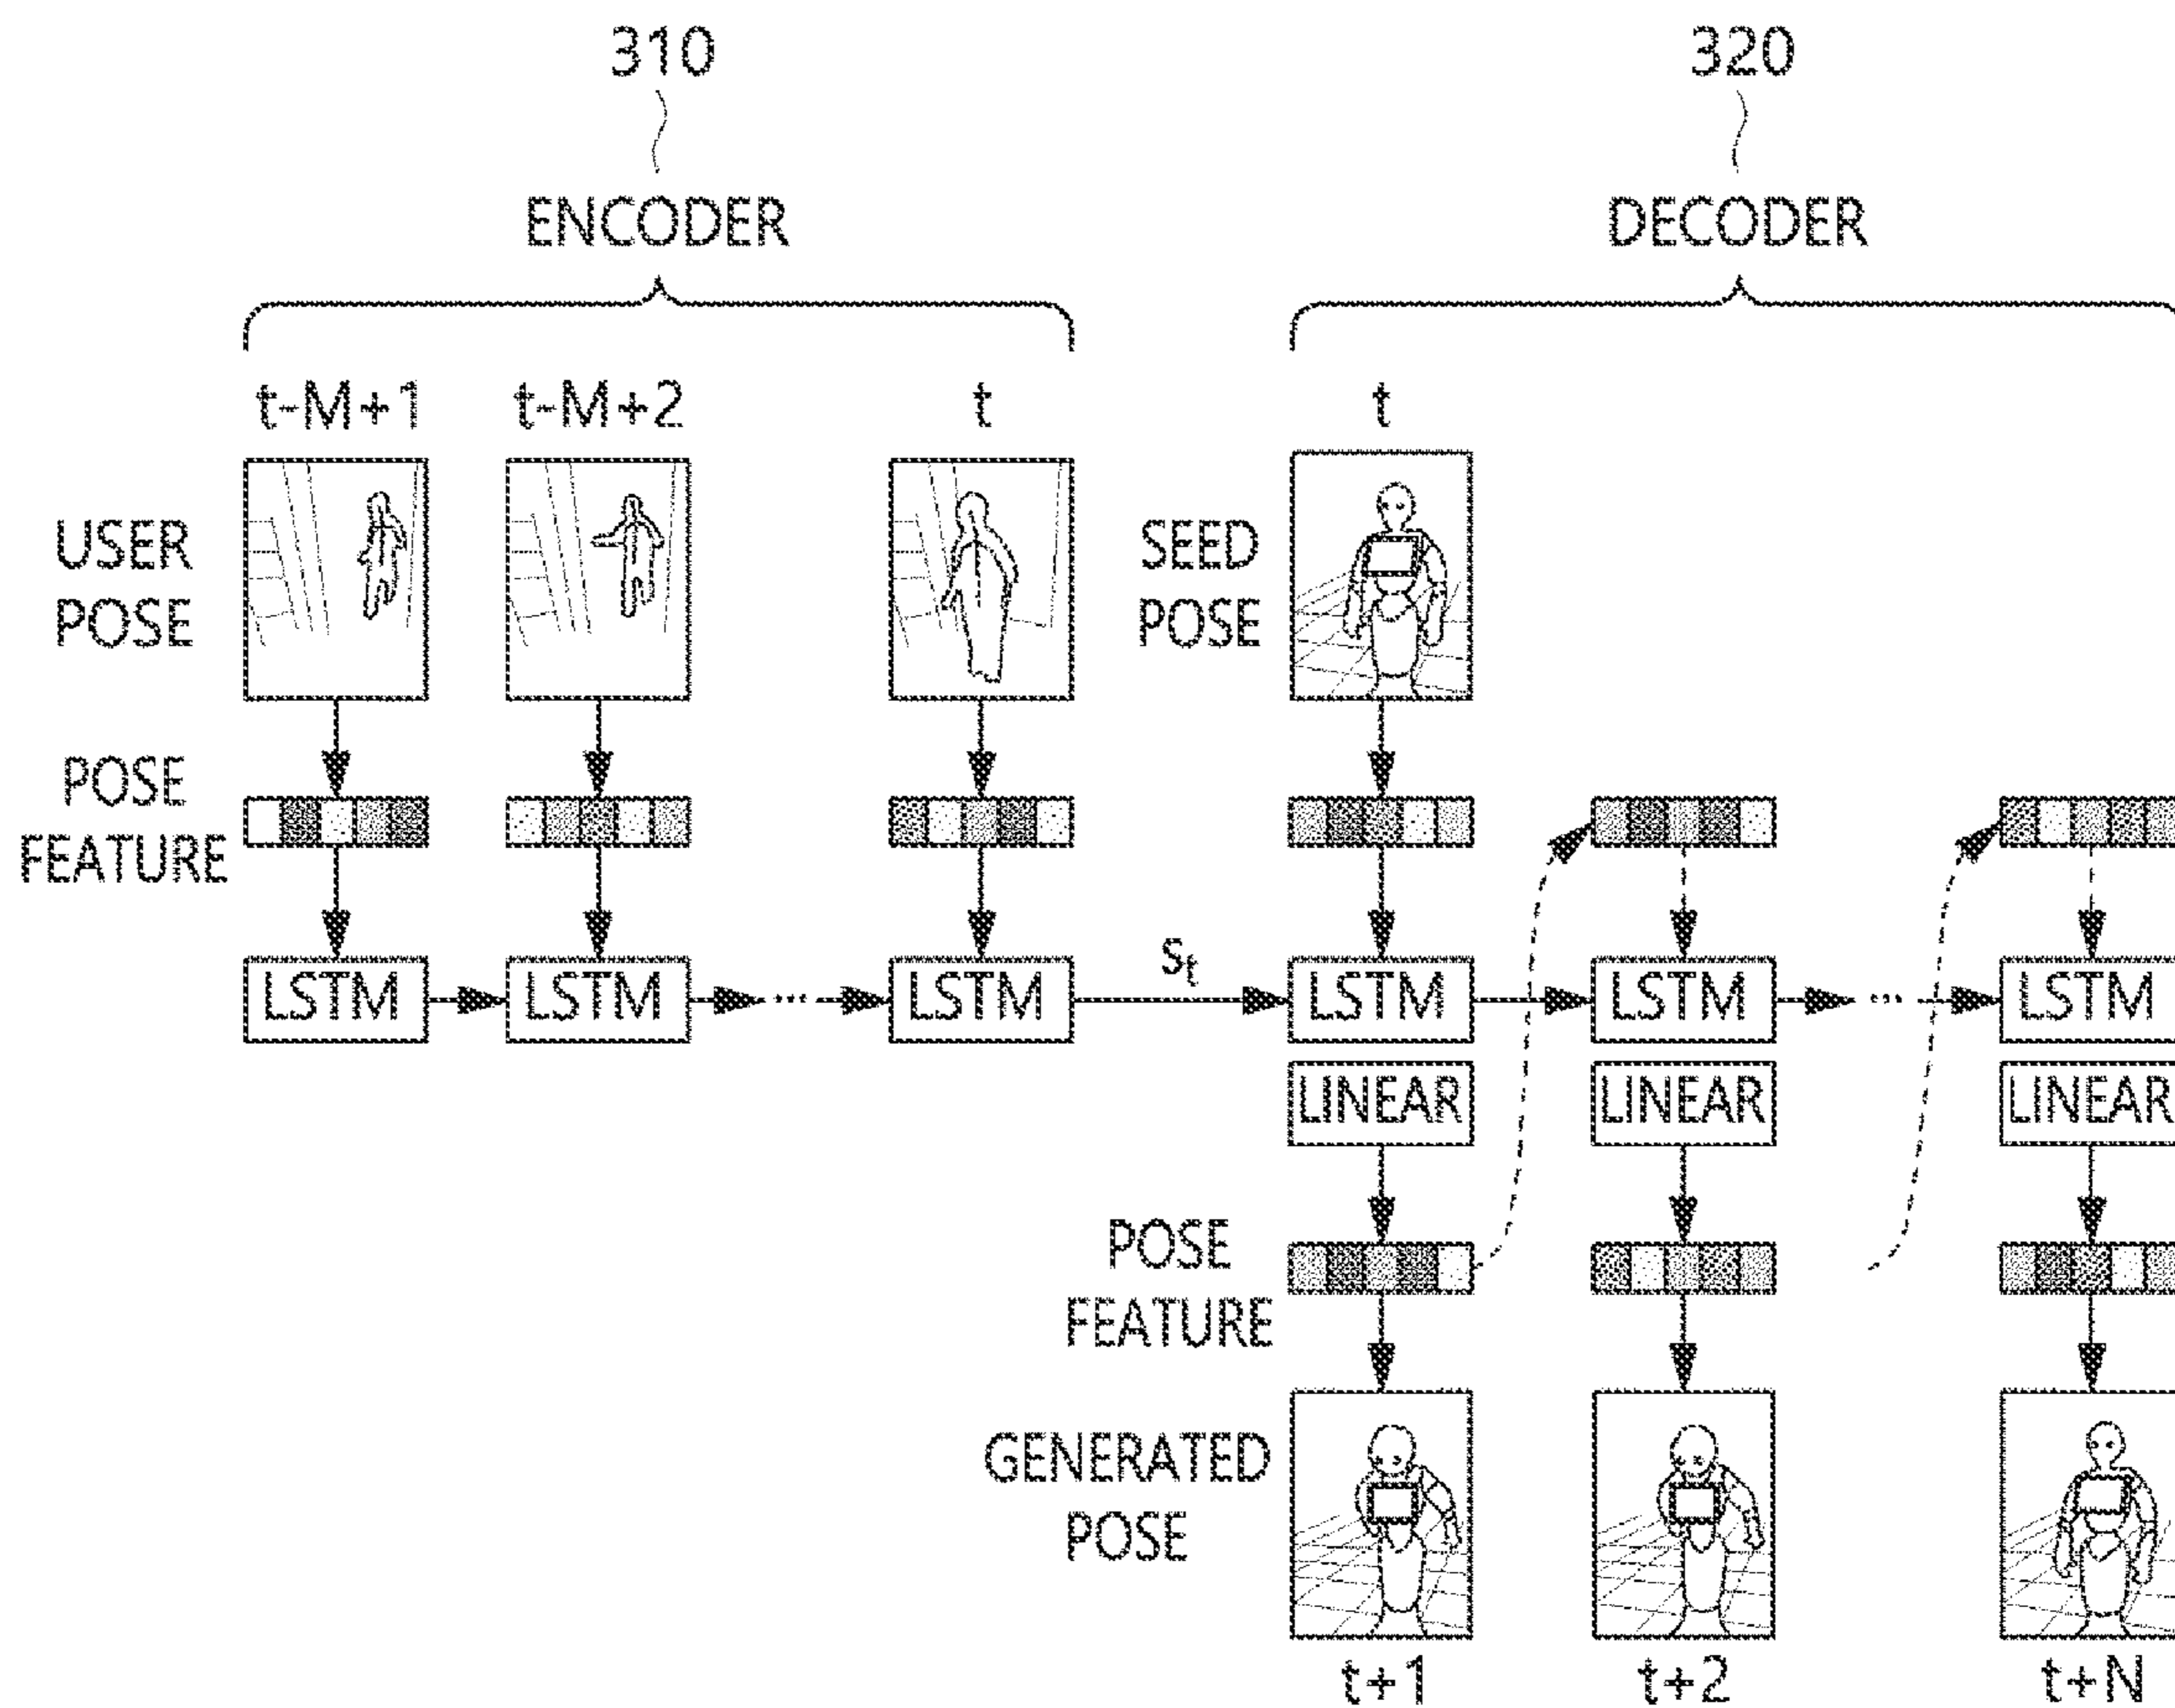 310 320
ENCODER DECODER
t-M+1 t-M+2 t t
USER
POSE
SEED
POSE
POSE
FEATURE
LSTM LSTM ... LSTM St LSTM LSTM ... LSTM
LINEAR LINEAR LINEAR
POSE
FEATURE
GENERATED
POSE
t+1 t+2 t+N